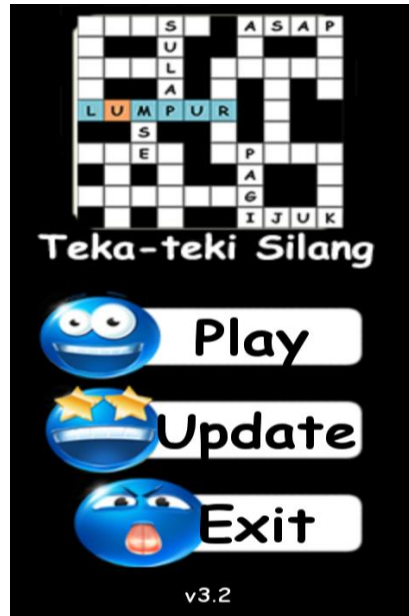 S A S A P
U
L
A
L U M P U R
S
E P
A
G
I J U K
Teka-teki Silang
Play
Update
Exit
v3.2